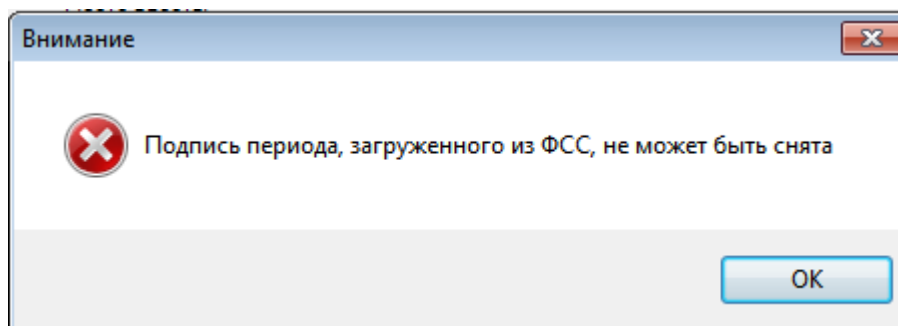 Внимание
Подпись периода, загруженного из ФСС, не может быть снята
OK